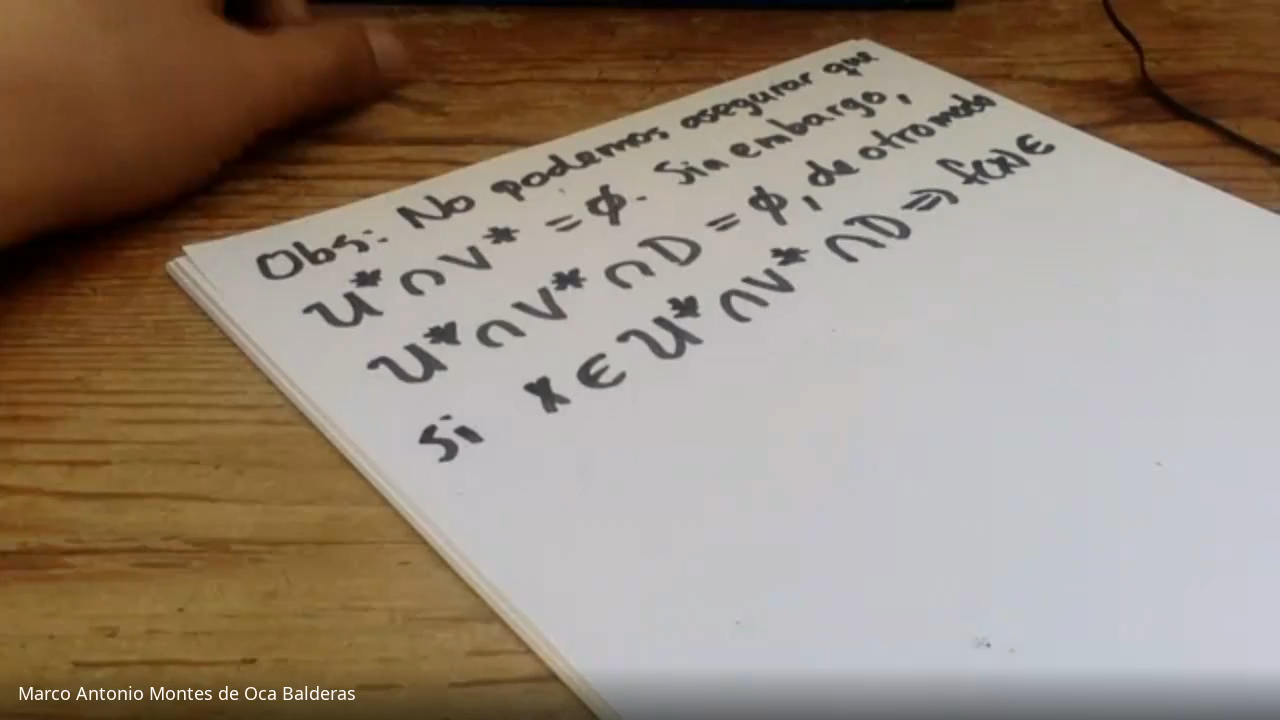 Obs: No podemos asegurar que
U* ∩ V* = ϕ. Sin embargo,
U* ∩ V* ∩ D = ϕ, de otro modo
si x ∈ U* ∩ V* ∩ D ⇒ f(x) ∈
Marco Antonio Montes de Oca Balderas